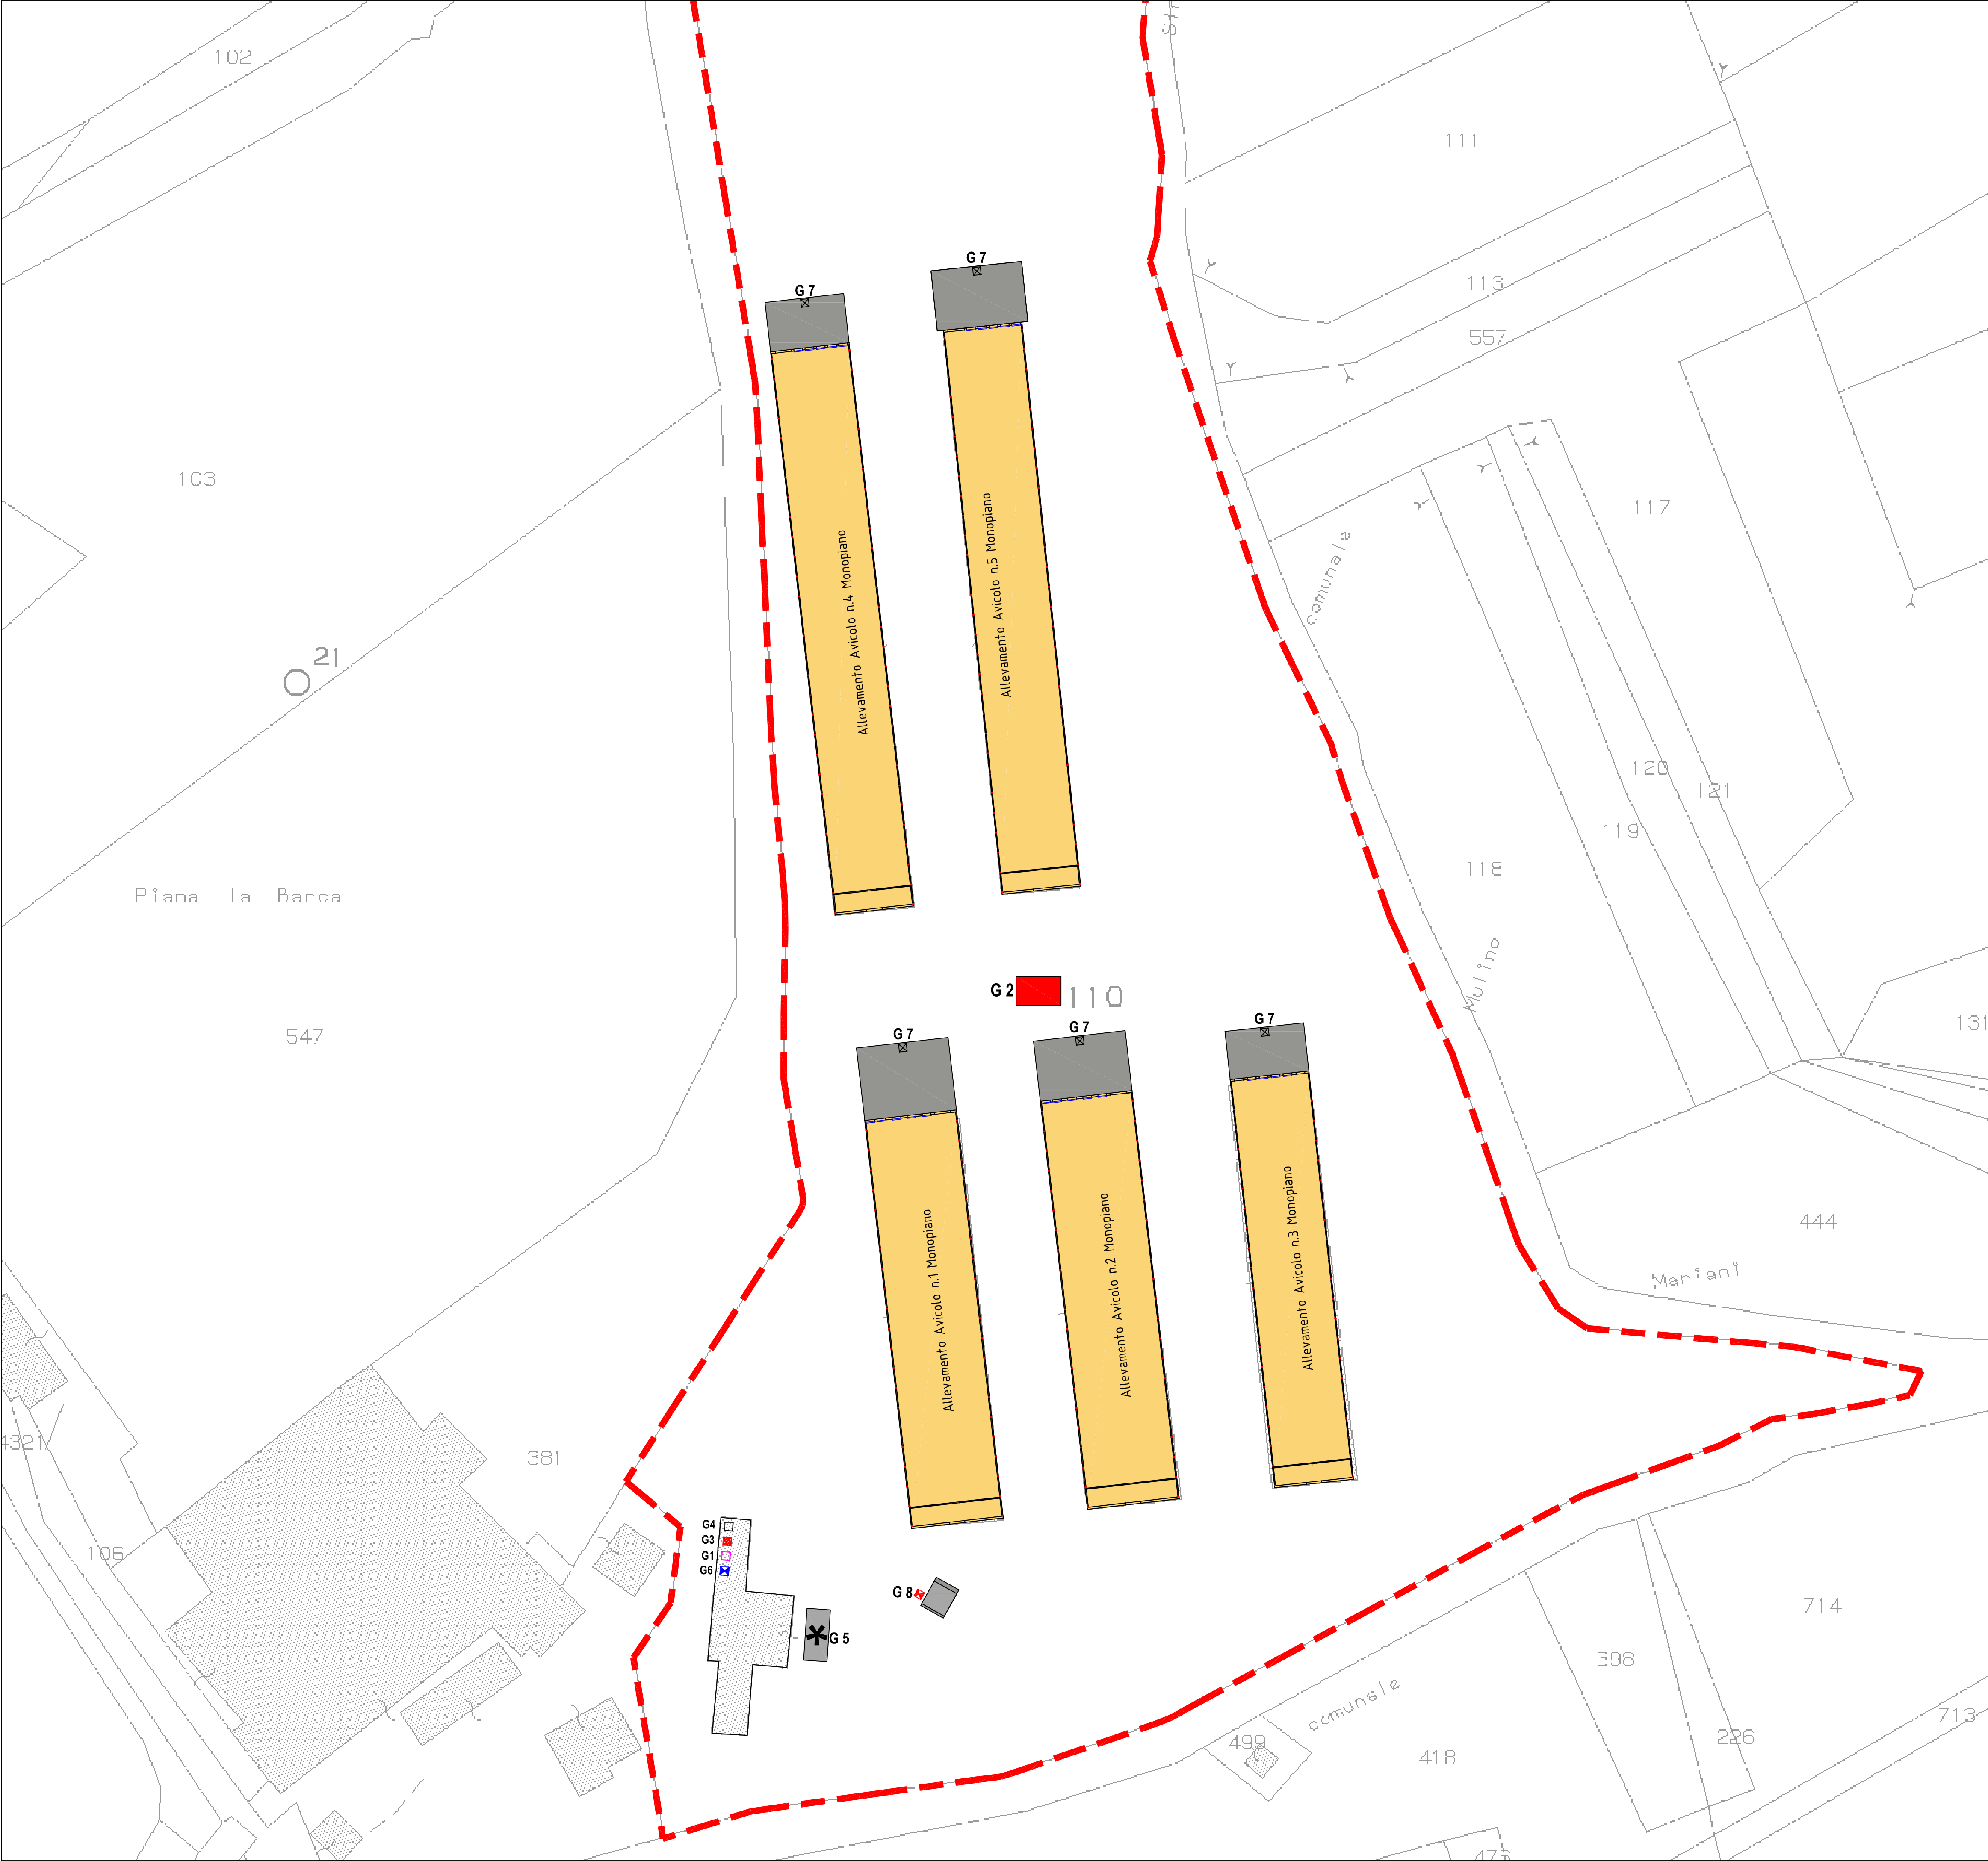 102
111
G 7
G 7
113
557
103
117
Allevamento Avicolo n.4 Monopiano
Allevamento Avicolo n.5 Monopiano
comunale
21
120
121
119
118
Piana la Barca
Mulino
G 2
110
547
131
G 7
G 7
G 7
444
Mariani
Allevamento Avicolo n.1 Monopiano
Allevamento Avicolo n.2 Monopiano
Allevamento Avicolo n.3 Monopiano
381
G4
G3
G1
G6
106
G 8
G 5
714
398
comunale
499
418
226
713
476